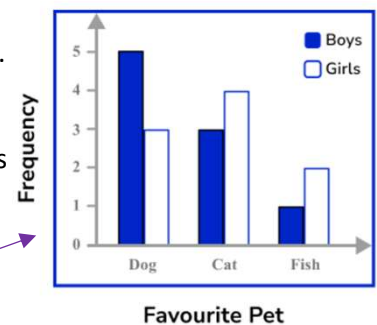 .
s
Boys
Girls
Frequency
5
4
3
2
1
0
Dog Cat Fish
Favourite Pet